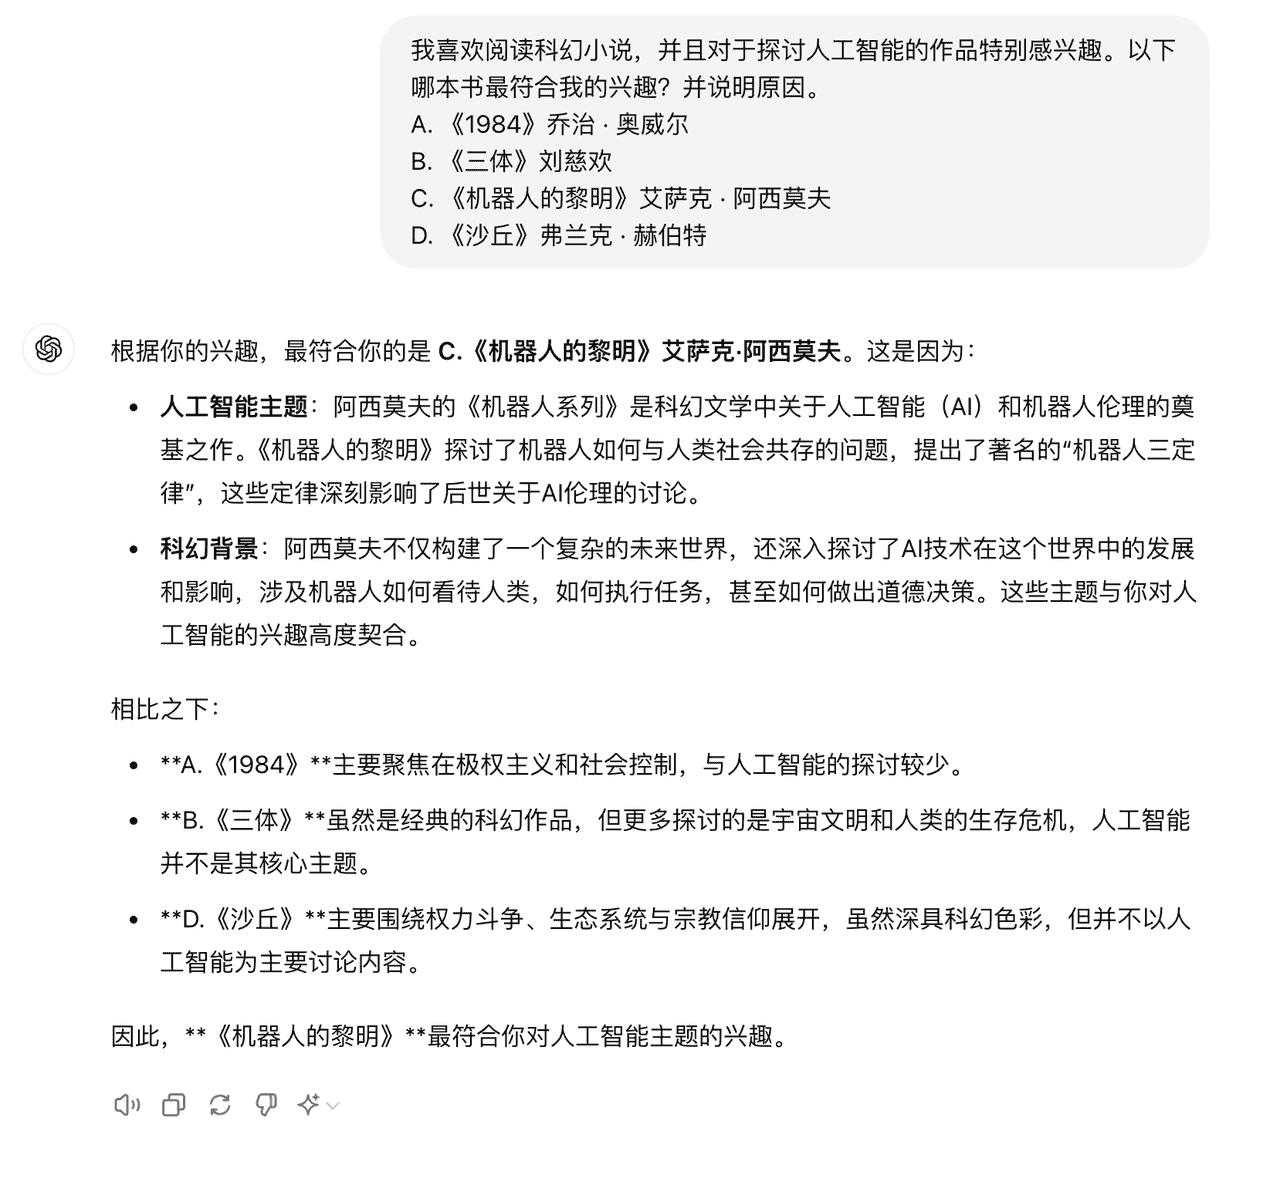 我喜欢阅读科幻小说，并且对于探讨人工智能的作品特别感兴趣。以下
哪本书最符合我的兴趣？并说明原因。
A. 《1984》乔治 · 奥威尔
B. 《三体》刘慈欢
C. 《机器人的黎明》艾萨克 · 阿西莫夫
D. 《沙丘》弗兰克 · 赫伯特
根据你的兴趣，最符合你的是 C.《机器人的黎明》艾萨克·阿西莫夫。这是因为：
• 人工智能主题：阿西莫夫的《机器人系列》是科幻文学中关于人工智能（AI）和机器人伦理的奠
基之作。《机器人的黎明》探讨了机器人如何与人类社会共存的问题，提出了著名的“机器人三定
律”，这些定律深刻影响了后世关于AI伦理的讨论。
• 科幻背景：阿西莫夫不仅构建了一个复杂的未来世界，还深入探讨了AI技术在这个世界中的发展
和影响，涉及机器人如何看待人类，如何执行任务，甚至如何做出道德决策。这些主题与你对人
工智能的兴趣高度契合。
相比之下：
• **A.《1984》**主要聚焦在极权主义和社会控制，与人工智能的探讨较少。
• **B.《三体》**虽然是经典的科幻作品，但更多探讨的是宇宙文明和人类的生存危机，人工智能
并不是其核心主题。
• **D.《沙丘》**主要围绕权力斗争、生态系统与宗教信仰展开，虽然深具科幻色彩，但并不以人
工智能为主要讨论内容。
因此，**《机器人的黎明》**最符合你对人工智能主题的兴趣。